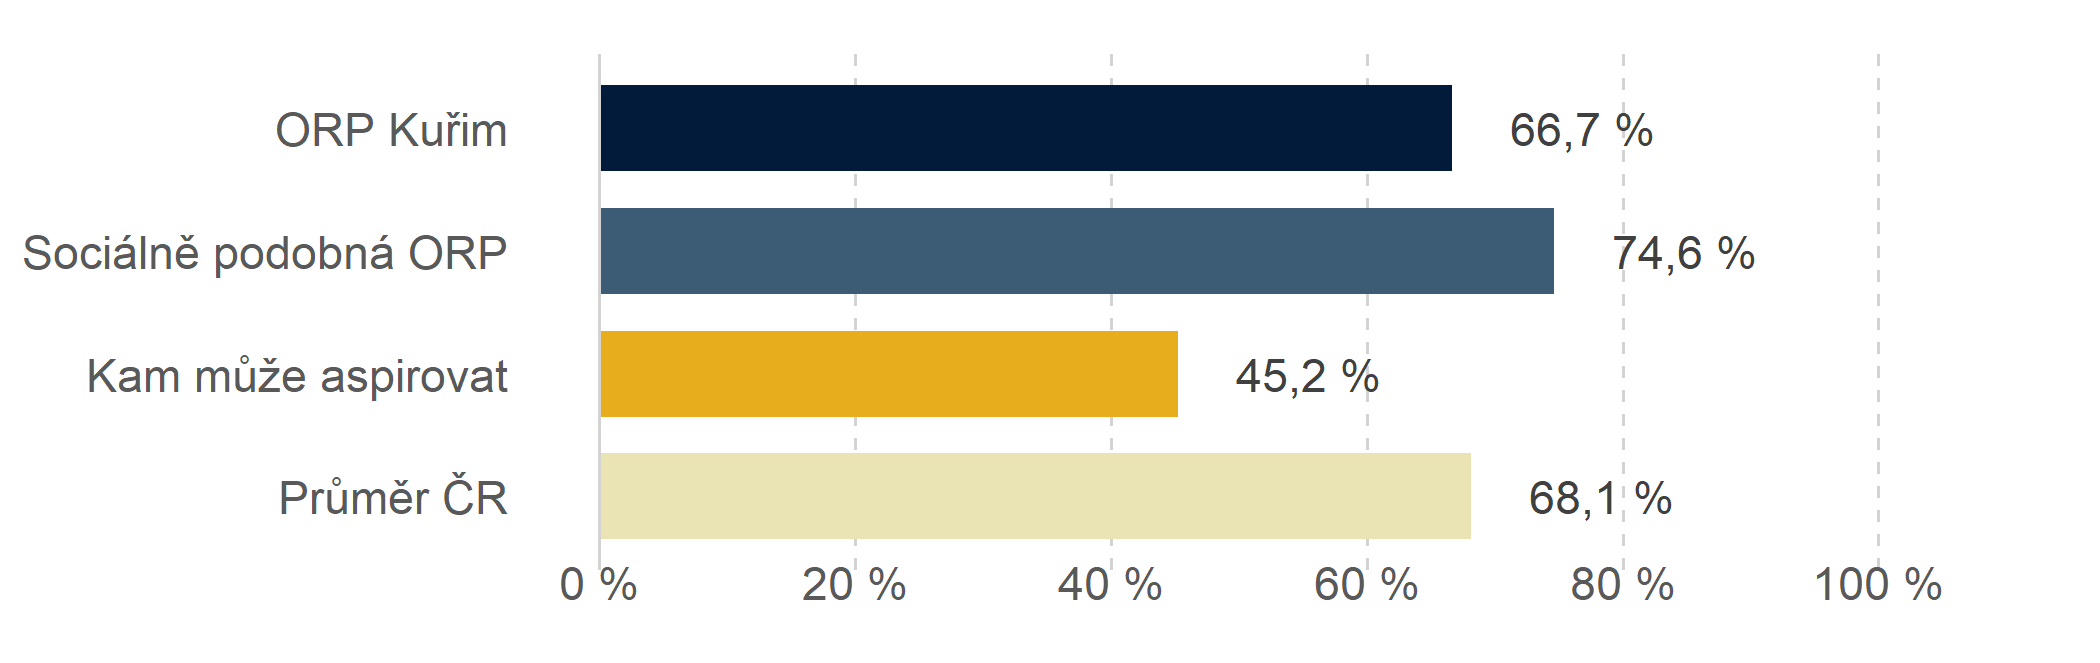 ORP Kuřim
66,7 %
Sociálně podobná ORP
74,6 %
Kam může aspirovat
45,2 %
Průměr ČR
68,1 %
0 %
20 %
40 %
60 %
80 %
100 %